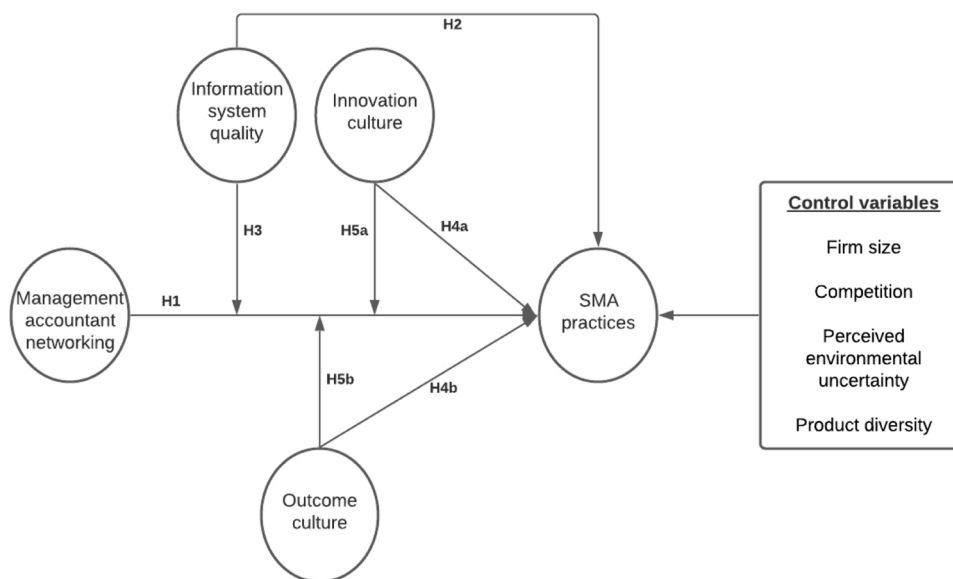 H2
Information
system
quality
Innovation
culture
H3
H5a
H4a
Management
accountant
networking
H1
SMA
practices
H5b
H4b
Outcome
culture
Control variables
Firm size
Competition
Perceived
environmental
uncertainty
Product diversity